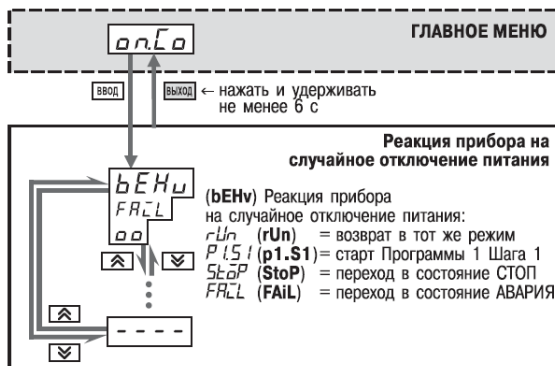 ГЛАВНОЕ МЕНЮ
on.Co
ВВОД
ВЫХОД ← нажать и удерживать
не менее 6 с
Реакция прибора на
случайное отключение питания
bEHv
FAIL
oo
(bEHv) Реакция прибора
на случайное отключение питания:
rUn (rUn) = возврат в тот же режим
P1.S1 (p1.S1) = старт Программы 1 Шага 1
StoP (StoP) = переход в состояние СТОП
FAIL (FAiL) = переход в состояние АВАРИЯ
- - - -